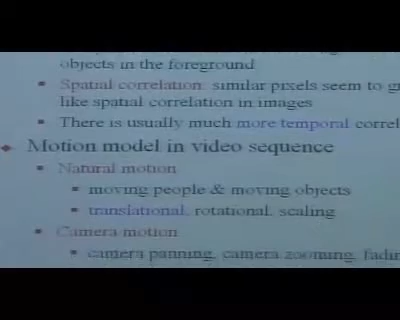 objects in the foreground
Spatial correlation: similar pixels seem to
like spatial correlation in images
There is usually much more temporal
Motion model in video sequence
Natural motion
moving people & moving objects
translational, rotational, scaling
Camera motion
camera panning, camera zooming,